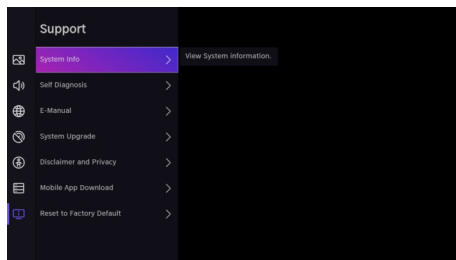 Support
System Info
View System information.
Self Diagnosis
E-Manual
System Upgrade
Disclaimer and Privacy
Mobile App Download
Reset to Factory Default